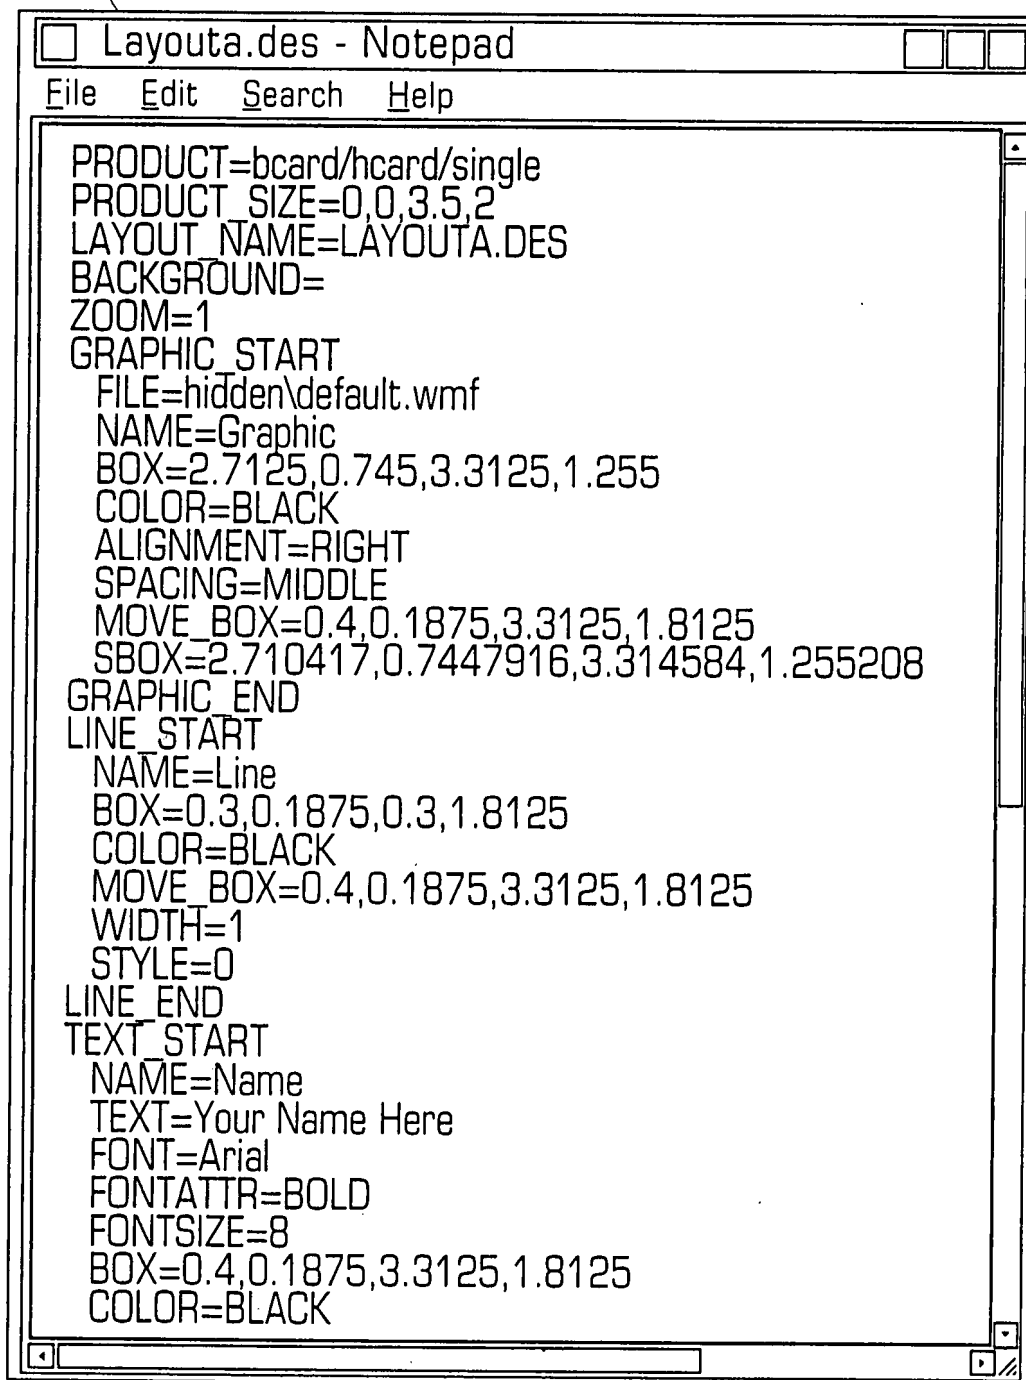 Layouta.des - Notepad
File Edit Search Help
PRODUCT=bcard/hcard/single
PRODUCT_SIZE=0,0,3.5,2
LAYOUT_NAME=LAYOUTA.DES
BACKGROUND=
ZOOM=1
GRAPHIC_START
FILE=hidden\default.wmf
NAME=Graphic
BOX=2.7125,0.745,3.3125,1.255
COLOR=BLACK
ALIGNMENT=RIGHT
SPACING=MIDDLE
MOVE_BOX=0.4,0.1875,3.3125,1.8125
SBOX=2.710417,0.7447916,3.314584,1.255208
GRAPHIC_END
LINE_START
NAME=Line
BOX=0.3,0.1875,0.3,1.8125
COLOR=BLACK
MOVE_BOX=0.4,0.1875,3.3125,1.8125
WIDTH=1
STYLE=0
LINE_END
TEXT_START
NAME=Name
TEXT=Your Name Here
FONT=Arial
FONTATTR=BOLD
FONTSIZE=8
BOX=0.4,0.1875,3.3125,1.8125
COLOR=BLACK